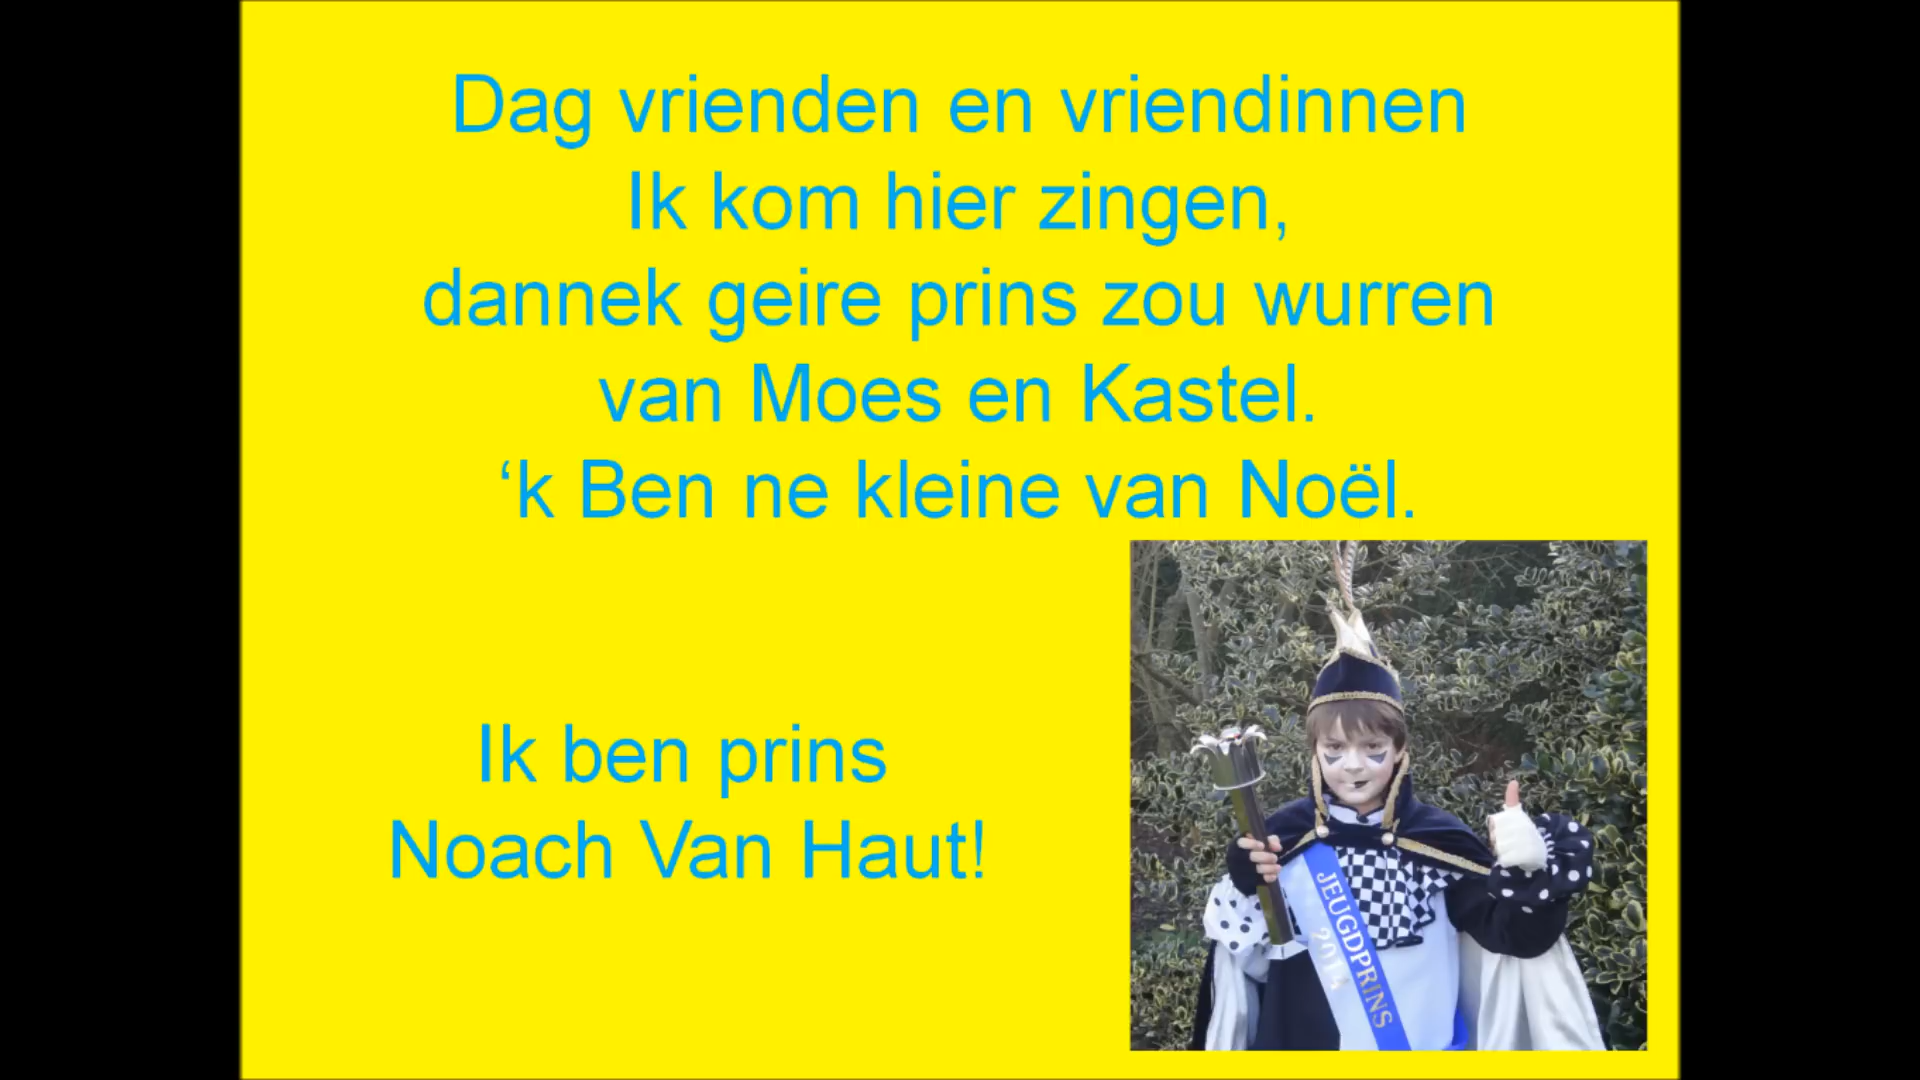 Dag vrienden en vriendinnen
Ik kom hier zingen,
dannek geire prins zou wurren
van Moes en Kastel.
‘k Ben ne kleine van Noël.
Ik ben prins
Noach Van Haut!
JEUGDPRINS
2014